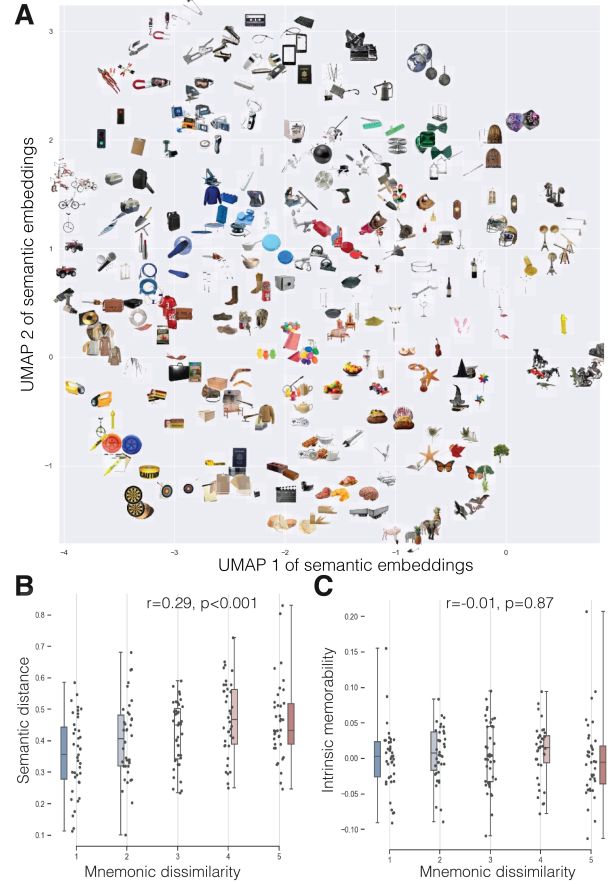 A
3
2
1
0
−1
UMAP 2 of semantic embeddings
−4
−3
−2
−1
0
UMAP 1 of semantic embeddings
B
r=0.29, p<0.001
0.8
0.7
0.6
0.5
0.4
0.3
0.2
0.1
Semantic distance
1
2
3
4
5
Mnemonic dissimilarity
C
r=-0.01, p=0.87
0.20
0.15
0.10
0.05
0.00
−0.05
−0.10
Intrinsic memorability
1
2
3
4
5
Mnemonic dissimilarity
CAUTION